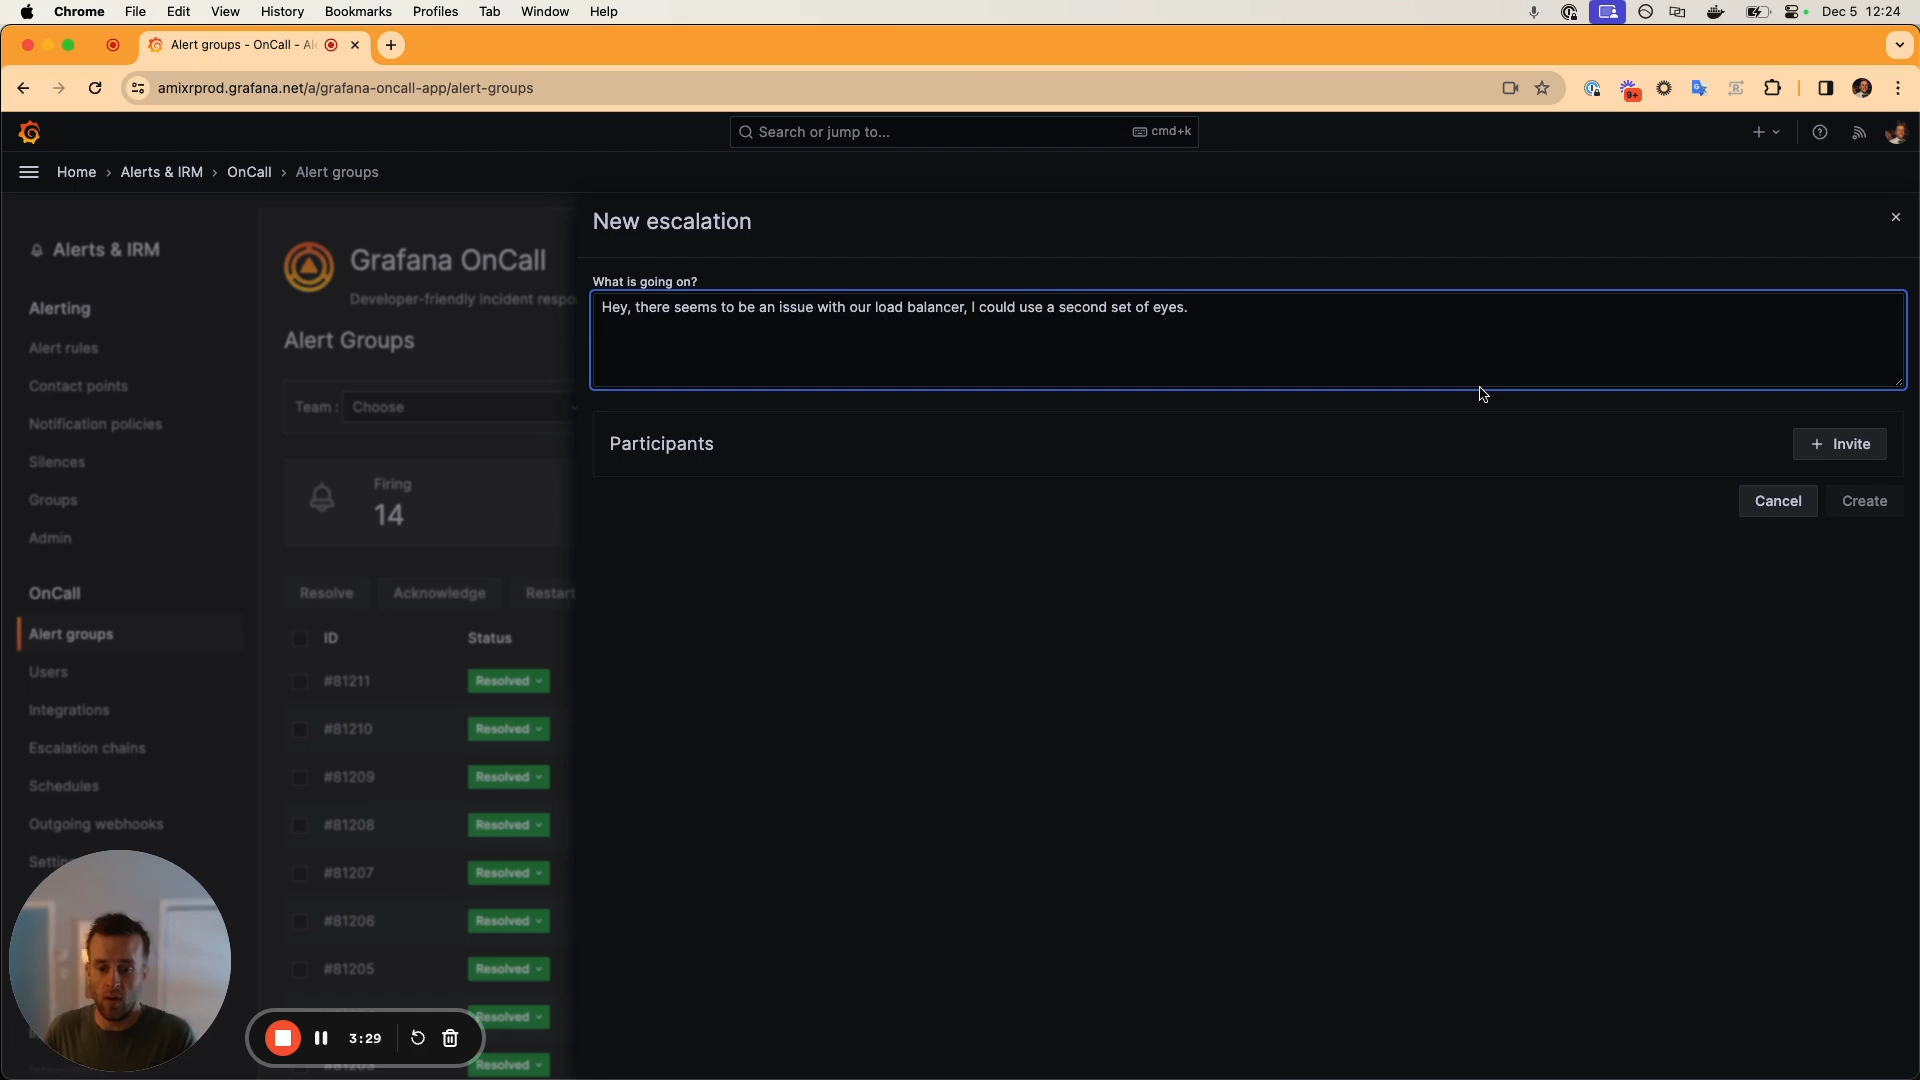 Chrome File Edit View History Bookmarks Profiles Tab Window Help Dec 5 12:24
Alert groups - OnCall - Al
amixrprod.grafana.net/a/grafana-oncall-app/alert-groups
9+
Search or jump to... cmd+k
Home › Alerts & IRM › OnCall › Alert groups
New escalation
Alerts & IRM
Grafana OnCall
Developer-friendly incident respo
What is going on?
Hey, there seems to be an issue with our load balancer, I could use a second set of eyes.
Alerting
Alert rules
Alert Groups
Contact points
Team : Choose
Notification policies
Participants
+ Invite
Silences
Firing
14
Groups
Cancel Create
Admin
OnCall
Resolve Acknowledge Restart
Alert groups
ID Status
Users
#81211 Resolved
Integrations
#81210 Resolved
Escalation chains
#81209 Resolved
Schedules
Outgoing webhooks
#81208 Resolved
#81207 Resolved
#81206 Resolved
#81205 Resolved
3:29